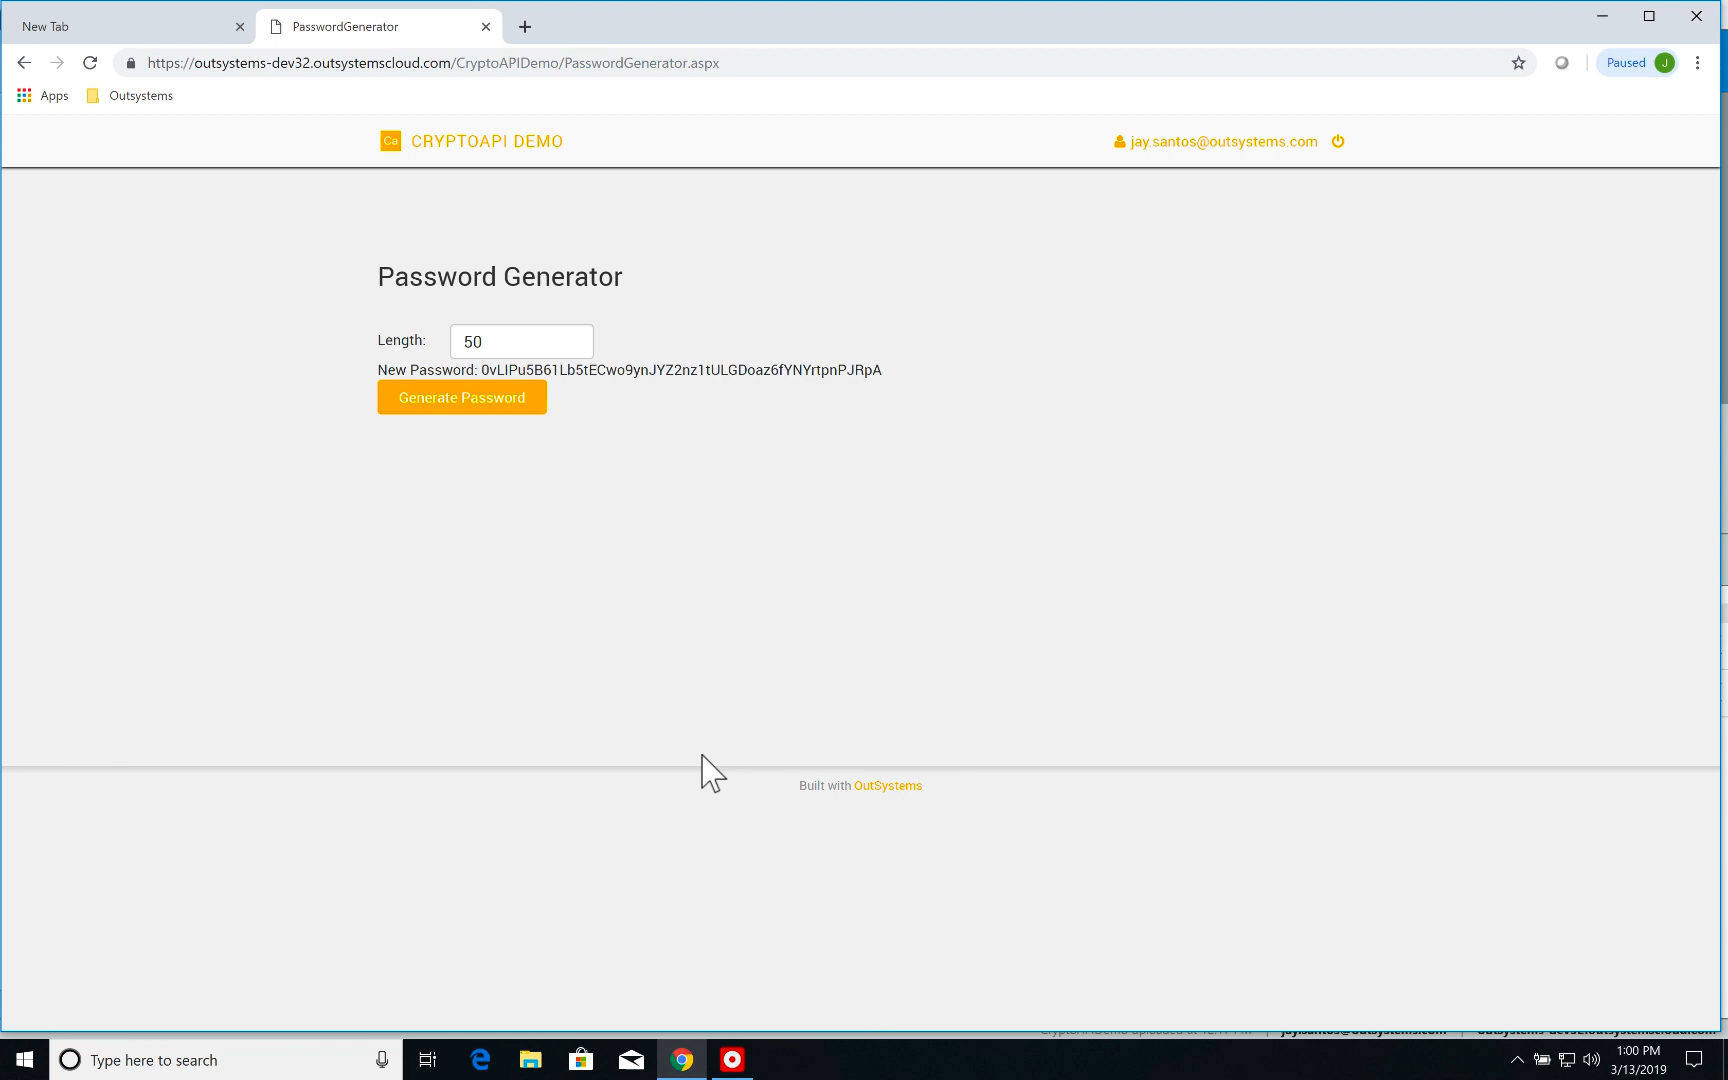 New Tab
PasswordGenerator
https://outsystems-dev32.outsystemscloud.com/CryptoAPIDemo/PasswordGenerator.aspx
Paused
J
Apps
Outsystems
Ca
CRYPTOAPI DEMO
jay.santos@outsystems.com
Password Generator
Length:
50
New Password: 0vLIPu5B61Lb5tECwo9ynJYZ2nz1tULGDoaz6fYNYrtpnPJRpA
Generate Password
Built with OutSystems
Type here to search
1:00 PM
3/13/2019